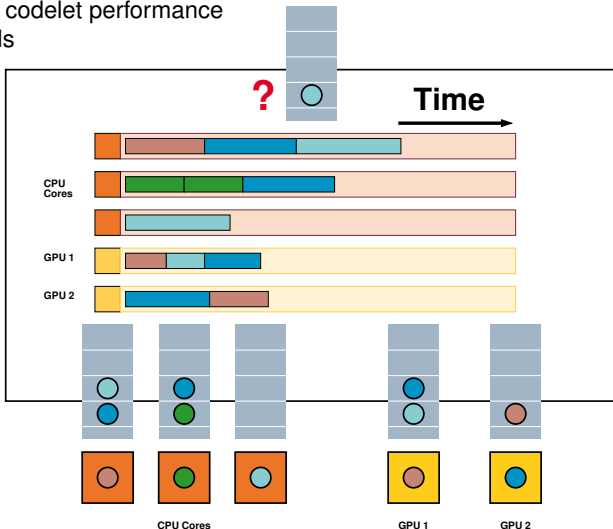 codelet performance
ls
?
Time
CPU
Cores
GPU 1
GPU 2
CPU Cores
GPU 1
GPU 2